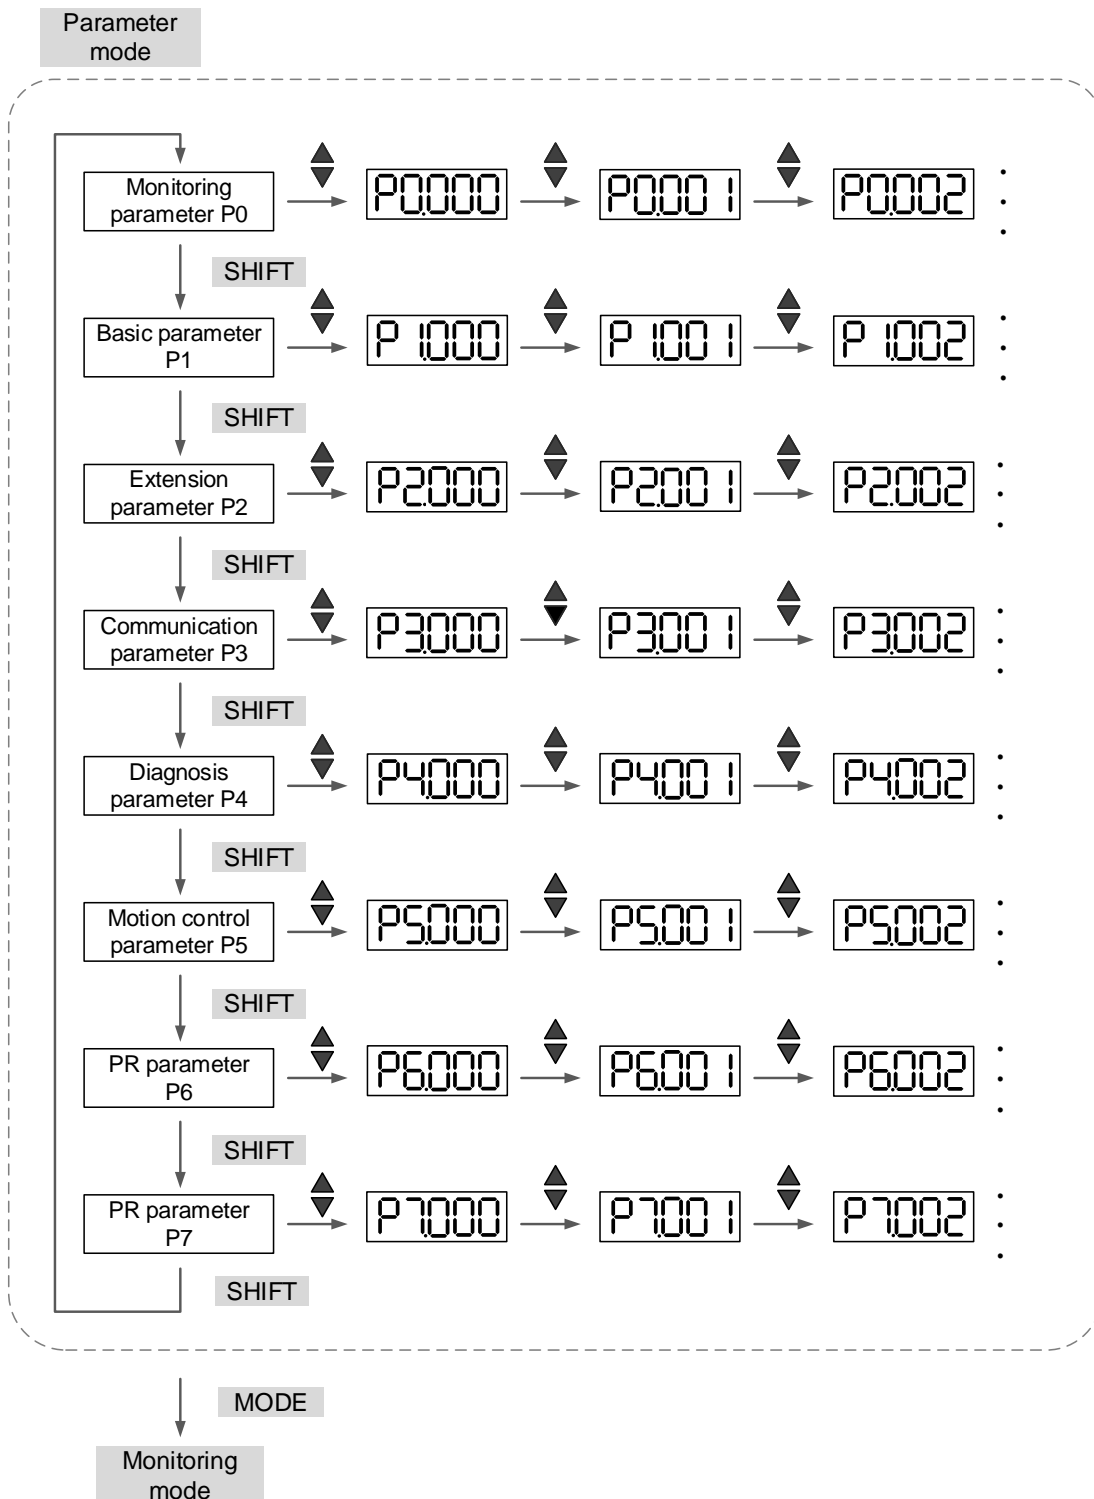 Parameter
mode
Monitoring
parameter P0
P0.000
P0.001
P0.002
SHIFT
Basic parameter
P1
P1.000
P1.001
P1.002
SHIFT
Extension
parameter P2
P2.000
P2.001
P2.002
SHIFT
Communication
parameter P3
P3.000
P3.001
P3.002
SHIFT
Diagnosis
parameter P4
P4.000
P4.001
P4.002
SHIFT
Motion control
parameter P5
P5.000
P5.001
P5.002
SHIFT
PR parameter
P6
P6.000
P6.001
P6.002
SHIFT
PR parameter
P7
P7.000
P7.001
P7.002
SHIFT
MODE
Monitoring
mode